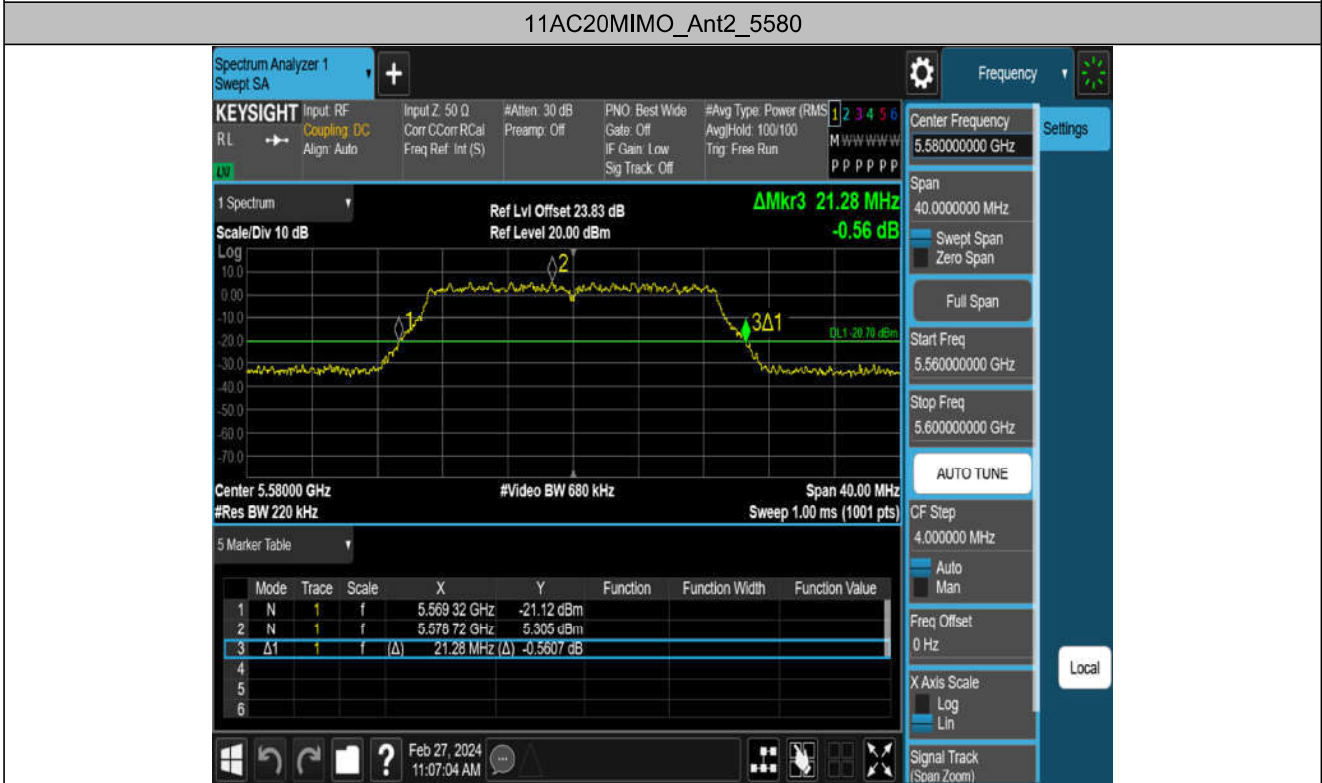 11AC20MIMO_Ant2_5580
Spectrum Analyzer 1
Swept SA
+
Frequency
KEYSIGHT
RL
LXI
Input: RF
Coupling: DC
Align: Auto
Input Z: 50 Ω
Corr CCorr RCal
Freq Ref: Int (S)
#Atten: 30 dB
Preamp: Off
PNO: Best Wide
Gate: Off
IF Gain: Low
Sig Track: Off
#Avg Type: Power (RMS
Avg|Hold: 100/100
Trig: Free Run
1 2 3 4 5 6
M W W W W W
P P P P P P
1 Spectrum
Scale/Div 10 dB
Log
Ref Lvl Offset 23.83 dB
Ref Level 20.00 dBm
ΔMkr3 21.28 MHz
-0.56 dB
10.0
0.00
-10.0
-20.0
-30.0
-40.0
-50.0
-60.0
-70.0
1
2
3Δ1
DL1 -20.70 dBm
Center 5.58000 GHz
#Res BW 220 kHz
#Video BW 680 kHz
Span 40.00 MHz
Sweep 1.00 ms (1001 pts)
5 Marker Table
Mode Trace Scale X Y Function Function Width Function Value
1 N 1 f 5.569 32 GHz -21.12 dBm
2 N 1 f 5.578 72 GHz 5.305 dBm
3 Δ1 1 f (Δ) 21.28 MHz (Δ) -0.5607 dB
4
5
6
?
Feb 27, 2024
11:07:04 AM
Center Frequency
5.580000000 GHz
Settings
Span
40.0000000 MHz
Swept Span
Zero Span
Full Span
Start Freq
5.560000000 GHz
Stop Freq
5.600000000 GHz
AUTO TUNE
CF Step
4.000000 MHz
Auto
Man
Freq Offset
0 Hz
X Axis Scale
Log
Lin
Signal Track
(Span Zoom)
Local